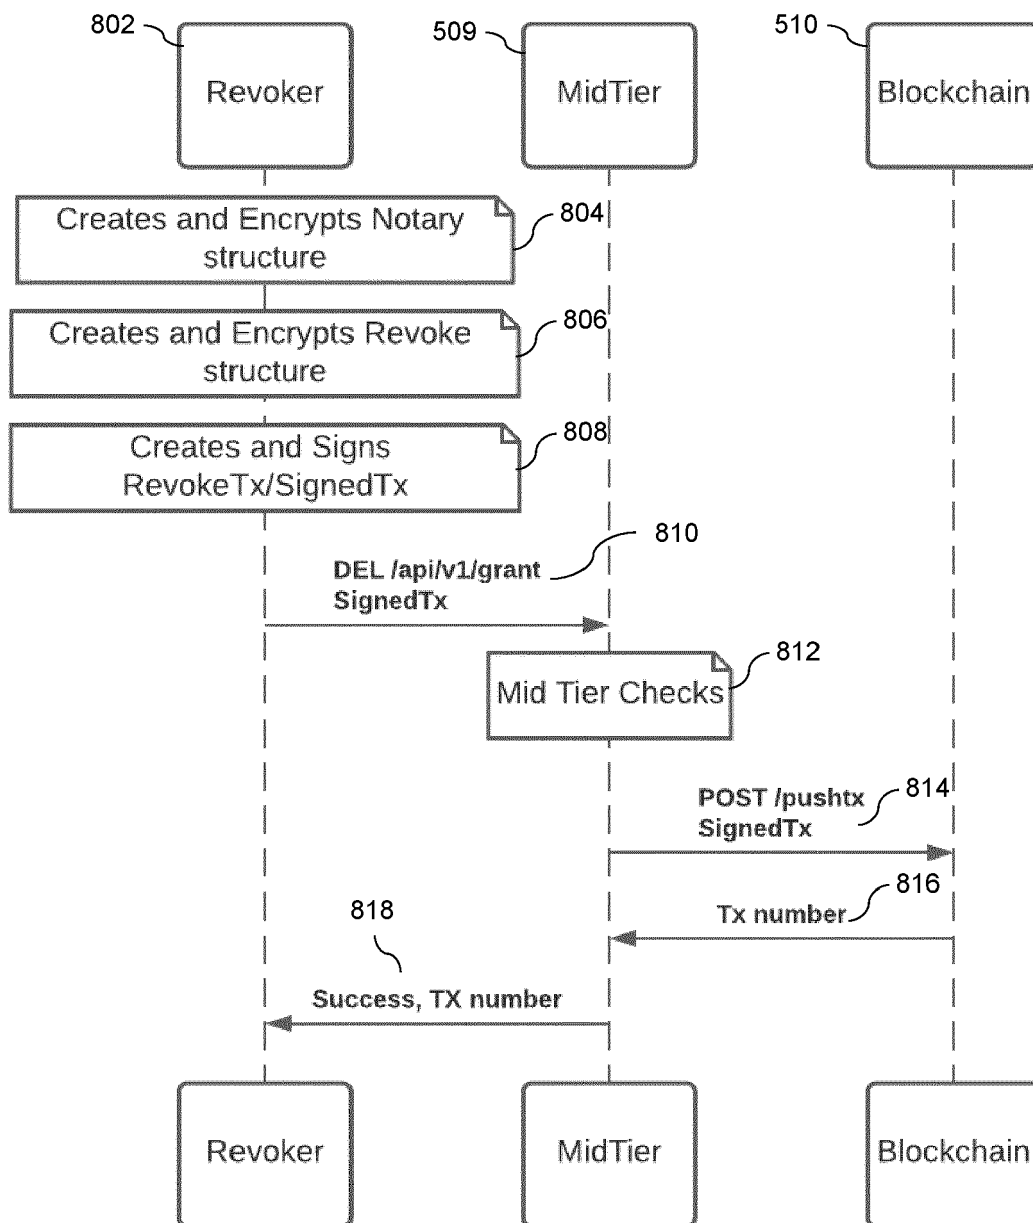 802
509
510
Revoker
MidTier
Blockchain
Creates and Encrypts Notary
structure
804
Creates and Encrypts Revoke
structure
806
Creates and Signs
RevokeTx/SignedTx
808
DEL /api/v1/grant
SignedTx
810
Mid Tier Checks
812
POST /pushtx
SignedTx
814
Tx number
816
818
Success, TX number
Revoker
MidTier
Blockchain